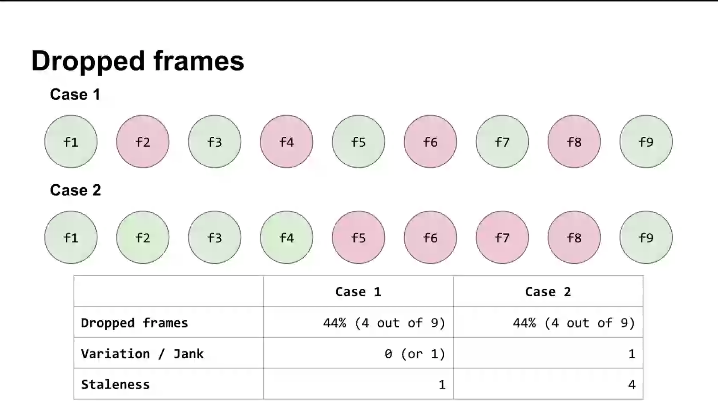 Dropped frames
Case 1
f1 f2 f3 f4 f5 f6 f7 f8 f9
Case 2
f1 f2 f3 f4 f5 f6 f7 f8 f9
Case 1 Case 2
Dropped frames 44% (4 out of 9) 44% (4 out of 9)
Variation / Jank 0 (or 1) 1
Staleness 1 4